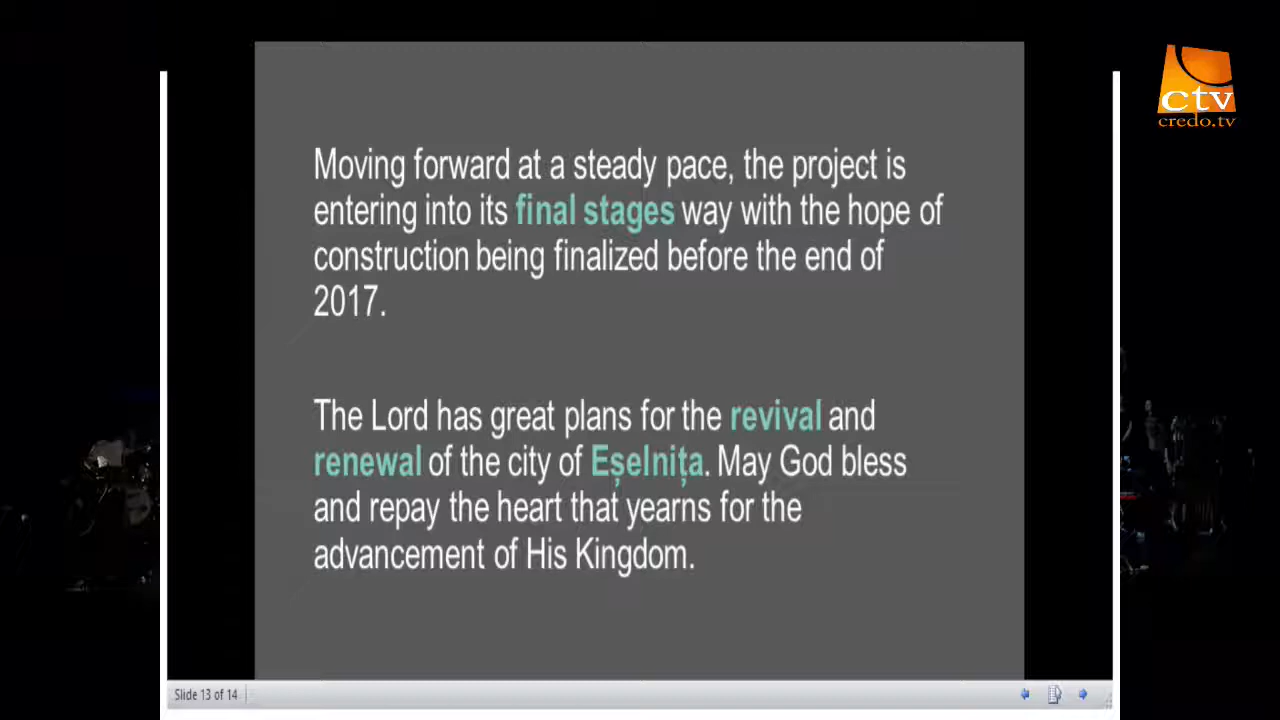 ctv
credo.tv
Moving forward at a steady pace, the project is
entering into its final stages way with the hope of
construction being finalized before the end of
2017.
The Lord has great plans for the revival and
renewal of the city of Eșelnița. May God bless
and repay the heart that yearns for the
advancement of His Kingdom.
Slide 13 of 14